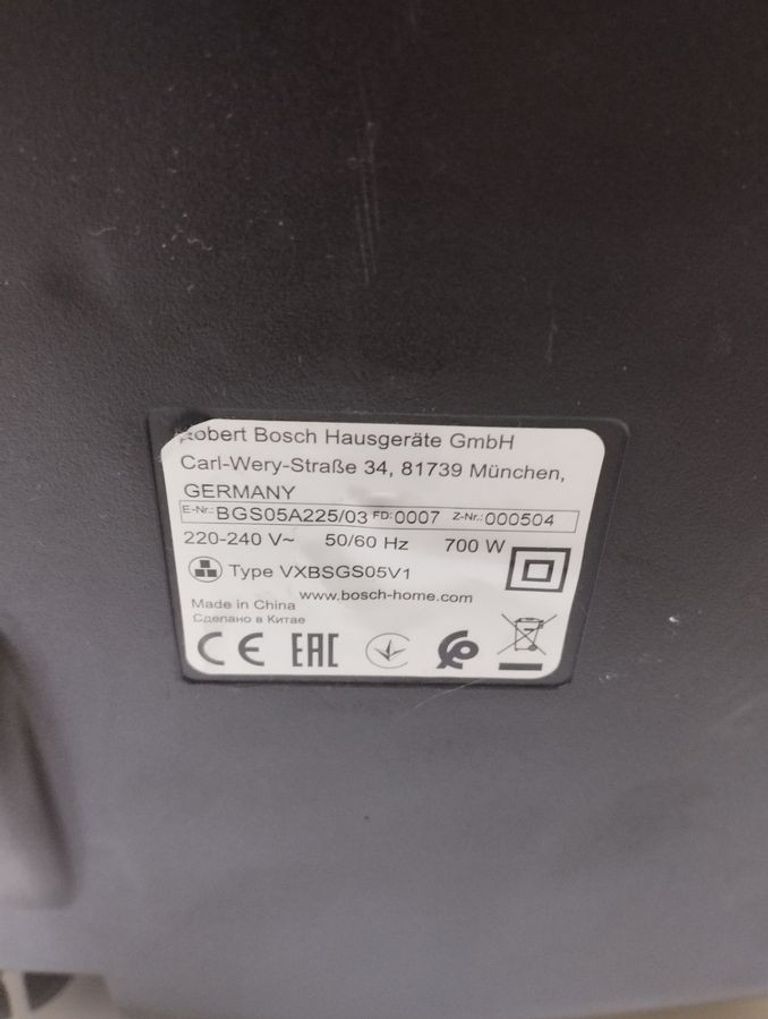 Robert Bosch Hausgeräte GmbH
Carl-Wery-Straße 34, 81739 München,
GERMANY
E-Nr.: BGS05A225/03 FD: 0007 Z-Nr.: 000504
220-240 V~ 50/60 Hz 700 W
Type VXBSGS05V1
www.bosch-home.com
Made in China
Сделано в Китае
CE EAC